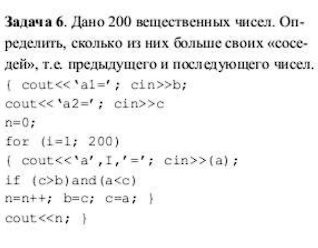 Задача 6. Дано 200 вещественных чисел. Оп-
ределить, сколько из них больше своих «сосе-
дей», т.е. предыдущего и последующего чисел.
{ cout<<‘a1=’; cin>>b;
cout<<‘a2=’; cin>>c
n=0;
for (i=1; 200)
{ cout<<‘a’,I,’=’; cin>>(a);
if (c>b)and(a<c)
n=n++; b=c; c=a; }
cout<<n; }